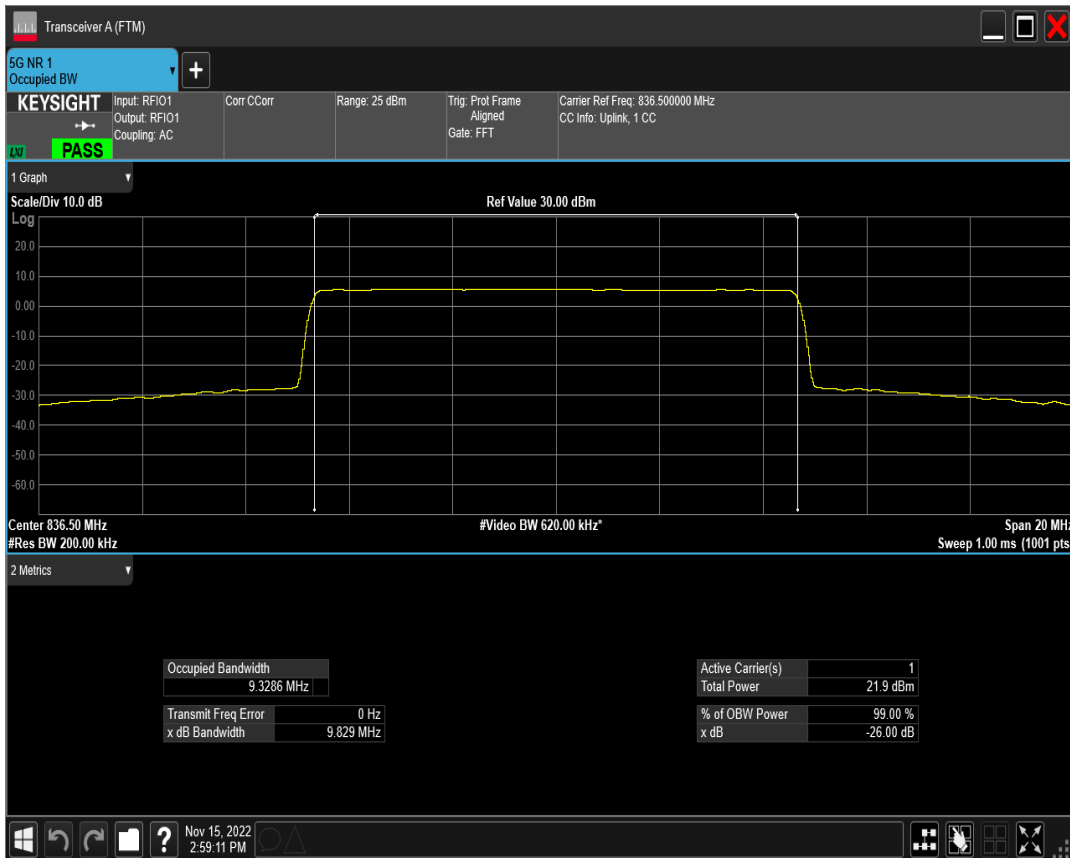 Transceiver A (FTM)
5G NR 1
Occupied BW
+
KEYSIGHT
LXI
PASS
Input: RFIO1
Output: RFIO1
Coupling: AC
Corr CCorr
Range: 25 dBm
Trig: Prot Frame
Aligned
Gate: FFT
Carrier Ref Freq: 836.500000 MHz
CC Info: Uplink, 1 CC
1 Graph
Scale/Div 10.0 dB
Ref Value 30.00 dBm
Log
20.0
10.0
0.00
-10.0
-20.0
-30.0
-40.0
-50.0
-60.0
Center 836.50 MHz
#Video BW 620.00 kHz*
Span 20 MHz
#Res BW 200.00 kHz
Sweep 1.00 ms (1001 pts
2 Metrics
Occupied Bandwidth
9.3286 MHz
Transmit Freq Error 0 Hz
x dB Bandwidth 9.829 MHz
Active Carrier(s) 1
Total Power 21.9 dBm
% of OBW Power 99.00 %
x dB -26.00 dB
?
Nov 15, 2022
2:59:11 PM